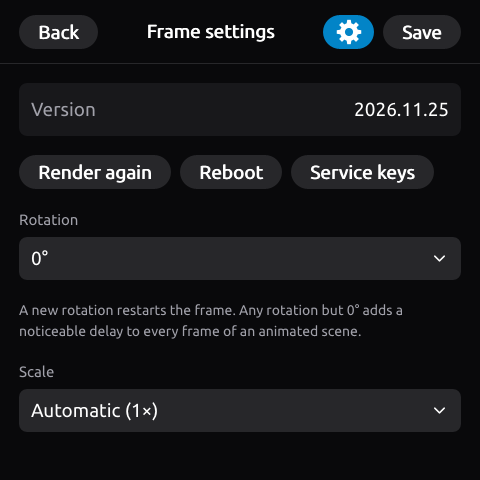 Back
Frame settings
Save
Version
2026.11.25
Render again
Reboot
Service keys
Rotation
0°
A new rotation restarts the frame. Any rotation but 0° adds a
noticeable delay to every frame of an animated scene.
Scale
Automatic (1×)